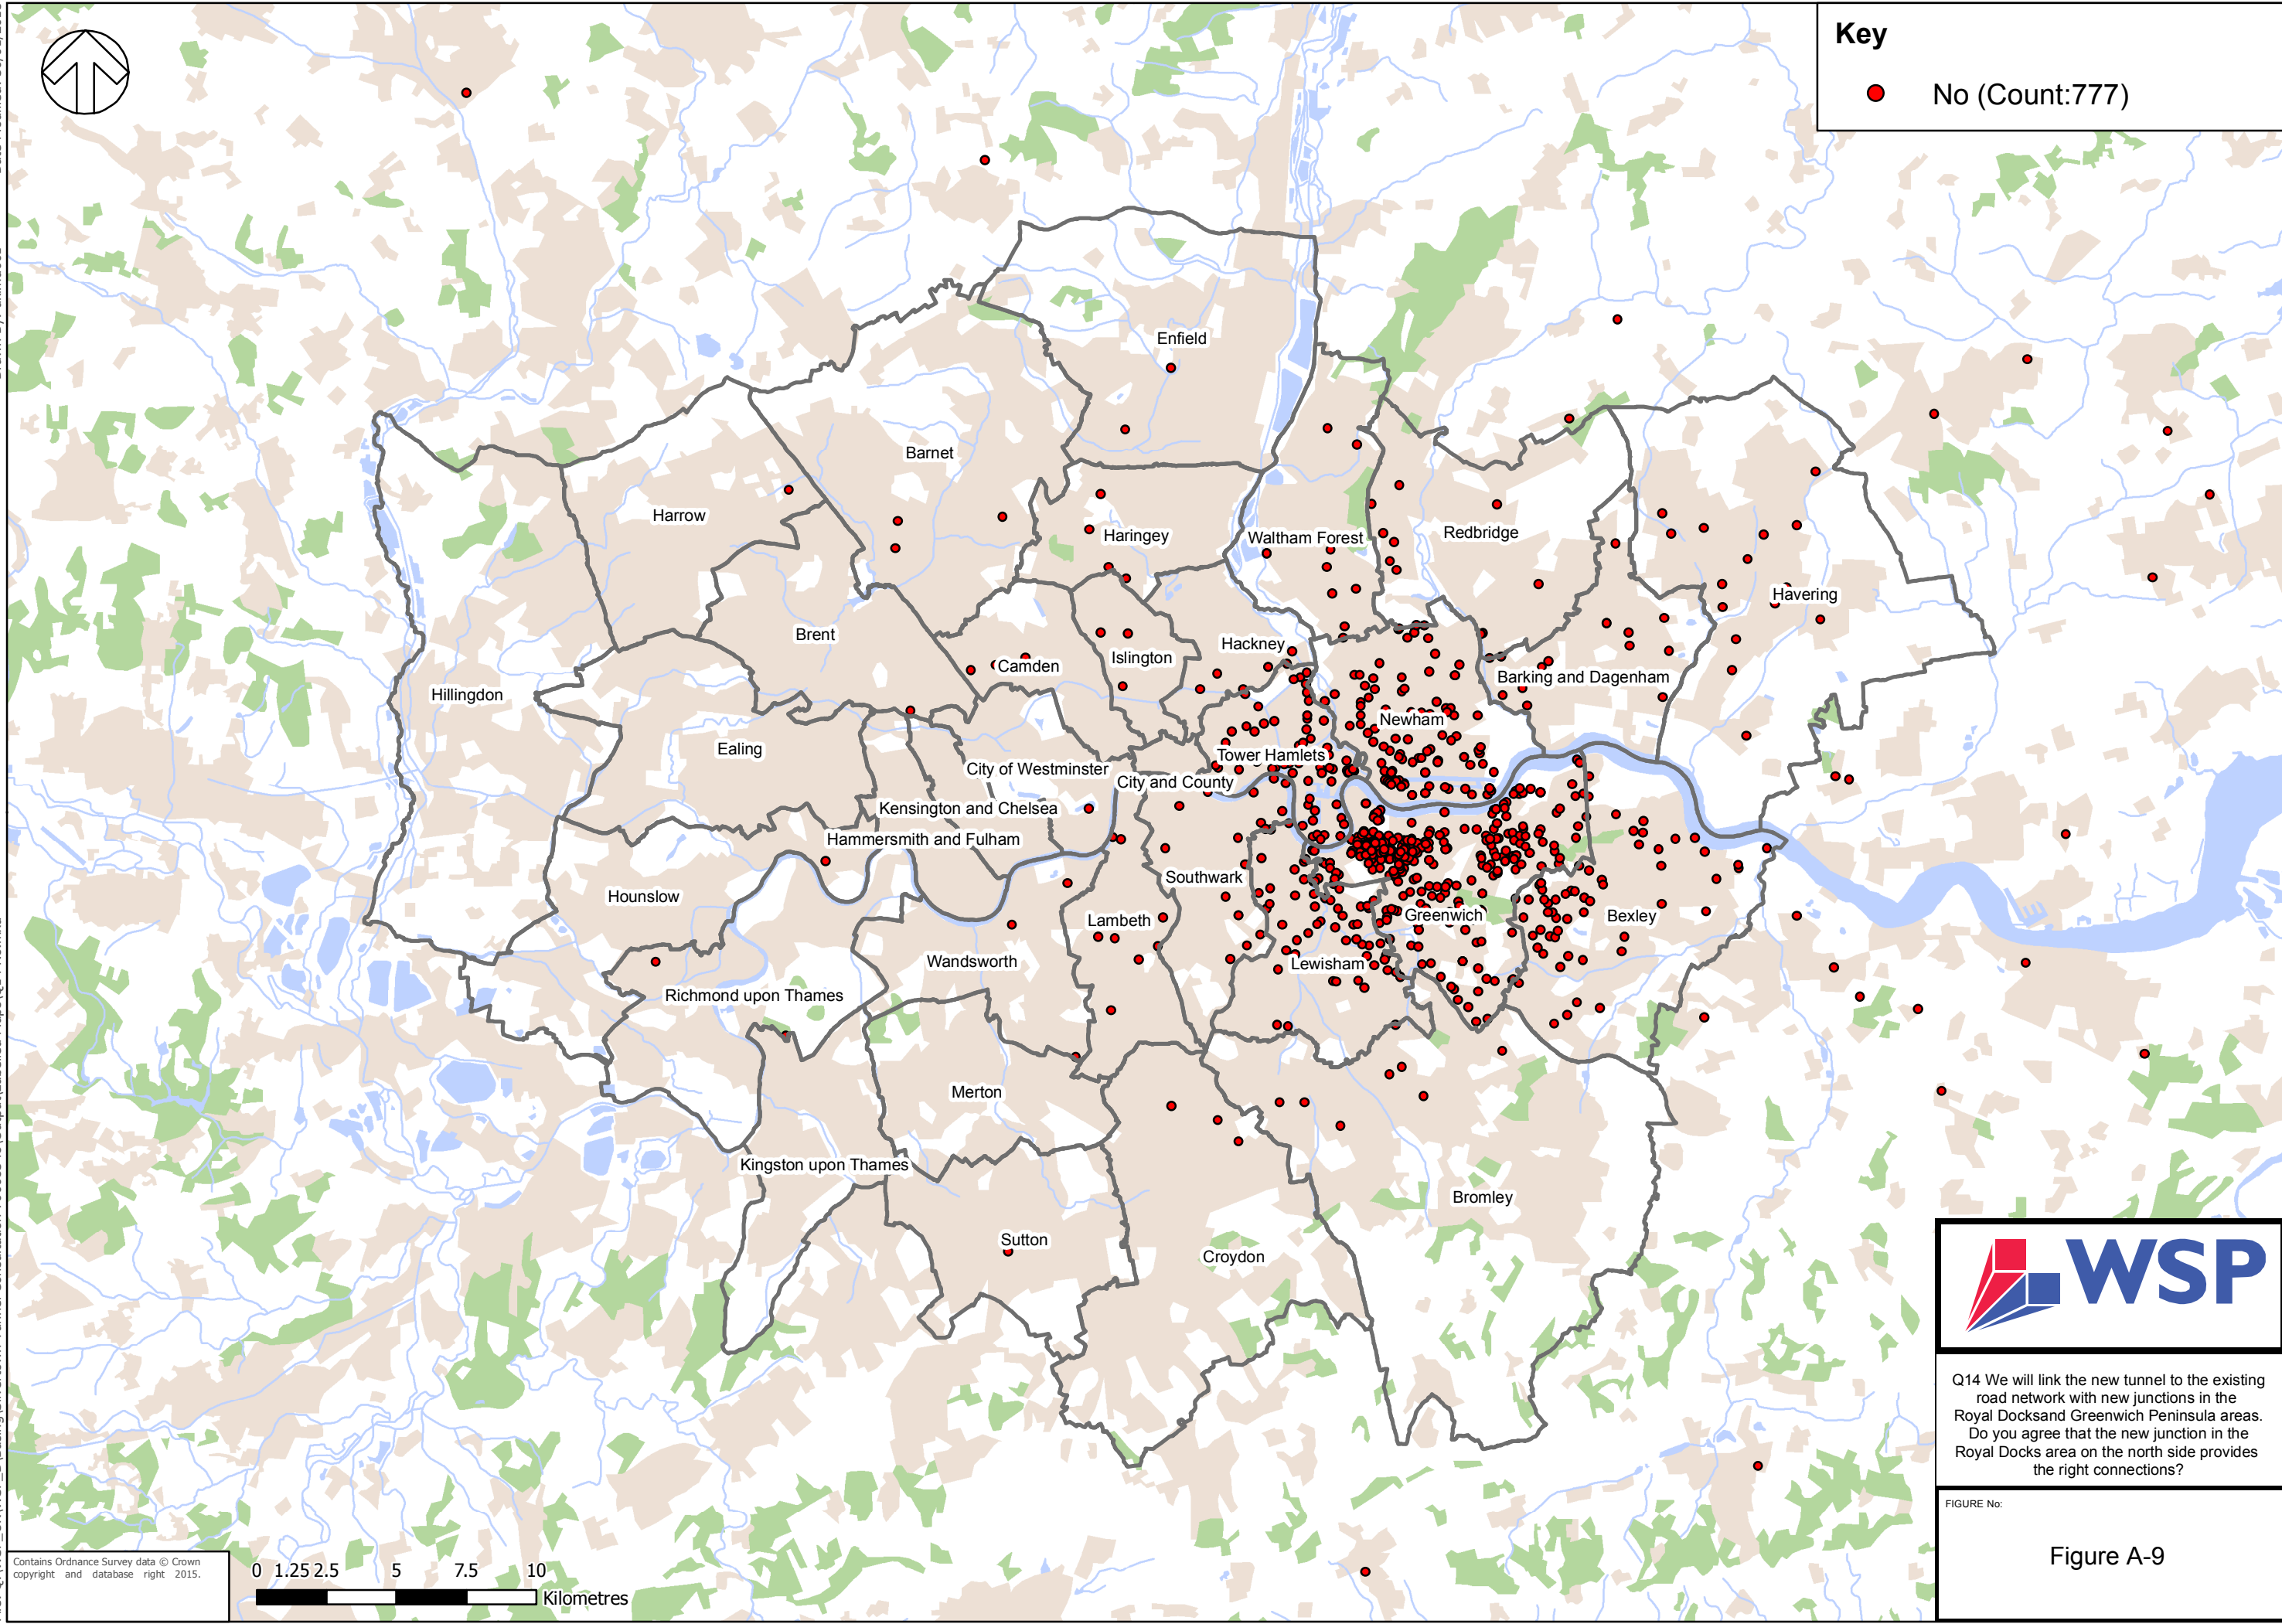 Key
No (Count:777)
Enfield
Barnet
Harrow
Haringey
Waltham Forest
Redbridge
Havering
Brent
Hackney
Islington
Camden
Hillingdon
Barking and Dagenham
Newham
Ealing
Tower Hamlets
City of Westminster
City and County
Kensington and Chelsea
Hammersmith and Fulham
Southwark
Hounslow
Lambeth
Greenwich
Bexley
Wandsworth
Lewisham
Richmond upon Thames
Merton
Kingston upon Thames
Bromley
Sutton
Croydon
WSP
Q14 We will link the new tunnel to the existing
road network with new junctions in the
Royal Docksand Greenwich Peninsula areas.
Do you agree that the new junction in the
Royal Docks area on the north side provides
the right connections?
FIGURE No:
Figure A-9
Contains Ordnance Survey data © Crown
copyright and database right 2015.
0 1.25 2.5 5 7.5 10
Kilometres